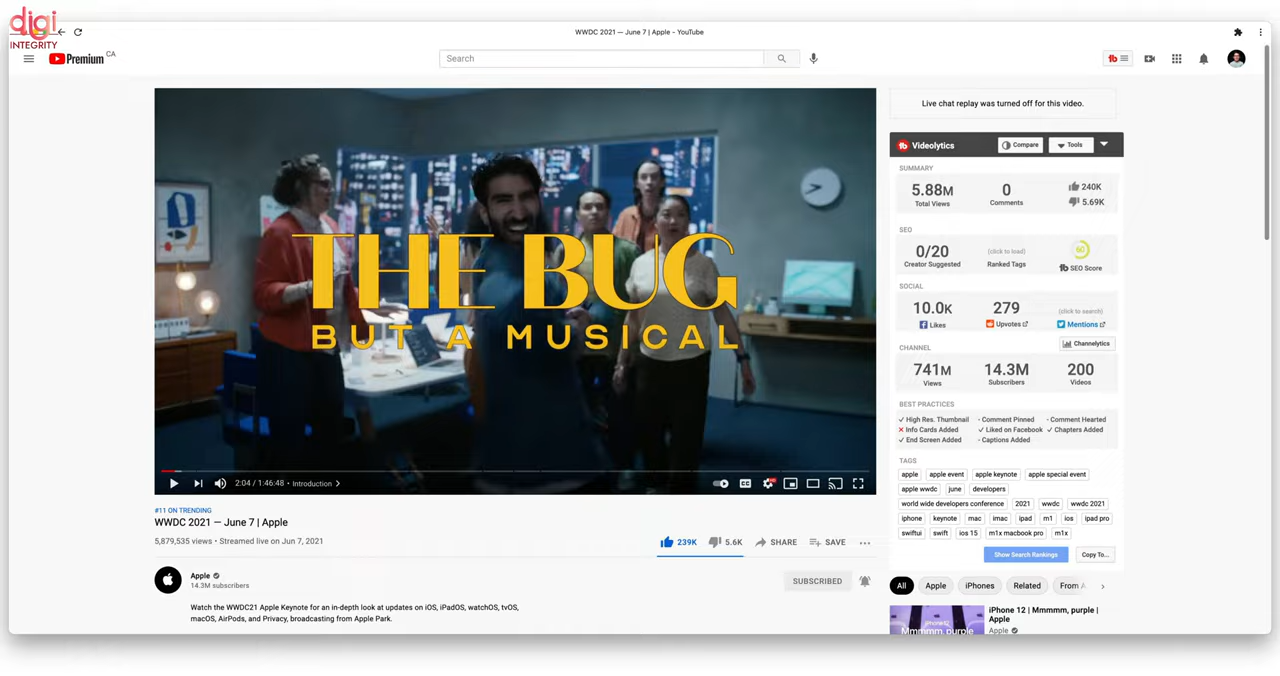 digi
INTEGRITY
WWDC 2021 — June 7 | Apple - YouTube
Premium CA
Search
THE BUG
BUT A MUSICAL
2:04 / 1:46:48 • Introduction
#11 ON TRENDING
WWDC 2021 — June 7 | Apple
5,879,535 views • Streamed live on Jun 7, 2021
239K 5.6K SHARE SAVE
Apple
14.3M subscribers
SUBSCRIBED
Watch the WWDC21 Apple Keynote for an in-depth look at updates on iOS, iPadOS, watchOS, tvOS,
macOS, AirPods, and Privacy, broadcasting from Apple Park.
Live chat replay was turned off for this video.
tb Videolytics Compare Tools
SUMMARY
5.88M 0 240K
Total Views Comments 5.69K
SEO
0/20 (click to load) 60
Creator Suggested Ranked Tags tb SEO Score
SOCIAL
10.0K 279 (click to search)
Likes Upvotes Mentions
CHANNEL Channelytics
741M 14.3M 200
Views Subscribers Videos
BEST PRACTICES
✓ High Res. Thumbnail - Comment Pinned - Comment Hearted
✕ Info Cards Added ✓ Liked on Facebook ✓ Chapters Added
✓ End Screen Added - Captions Added
TAGS
apple apple event apple keynote apple special event
apple wwdc june developers
world wide developers conference 2021 wwdc wwdc 2021
iphone keynote mac imac ipad m1 ios ipad pro
swiftui swift ios 15 m1x macbook pro m1x
Show Search Rankings Copy To...
All Apple iPhones Related From A
iPhone 12 | Mmmmm, purple |
Apple
Apple
Mmmmm, purple